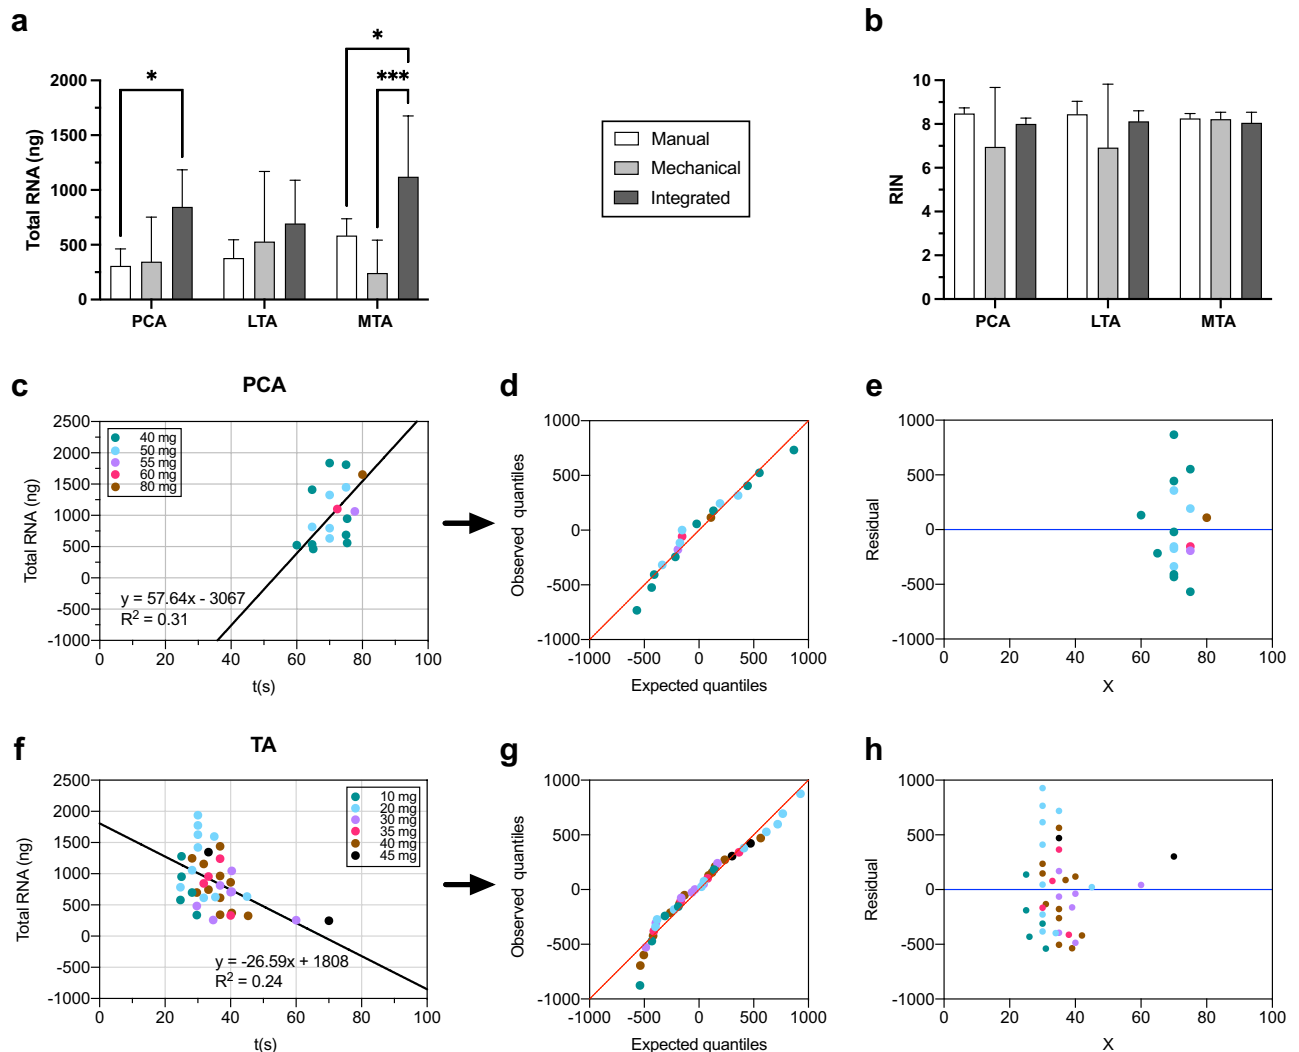 a
b
*
*
***
2000
1500
1000
500
0
Total RNA (ng)
PCA
LTA
MTA
Manual
Mechanical
Integrated
10
8
6
4
2
0
RIN
PCA
LTA
MTA
c
PCA
2500
2000
1500
1000
500
0
-500
-1000
Total RNA (ng)
40 mg
50 mg
55 mg
60 mg
80 mg
y = 57.64x - 3067
R² = 0.31
0 20 40 60 80 100
t(s)
d
1000
500
0
-500
-1000
Observed quantiles
-1000 -500 0 500 1000
Expected quantiles
e
1000
500
0
-500
-1000
Residual
0 20 40 60 80 100
X
f
TA
2500
2000
1500
1000
500
0
-500
-1000
Total RNA (ng)
10 mg
20 mg
30 mg
35 mg
40 mg
45 mg
y = -26.59x + 1808
R² = 0.24
0 20 40 60 80 100
t(s)
g
1000
500
0
-500
-1000
Observed quantiles
-1000 -500 0 500 1000
Expected quantiles
h
1000
500
0
-500
-1000
Residual
0 20 40 60 80 100
X